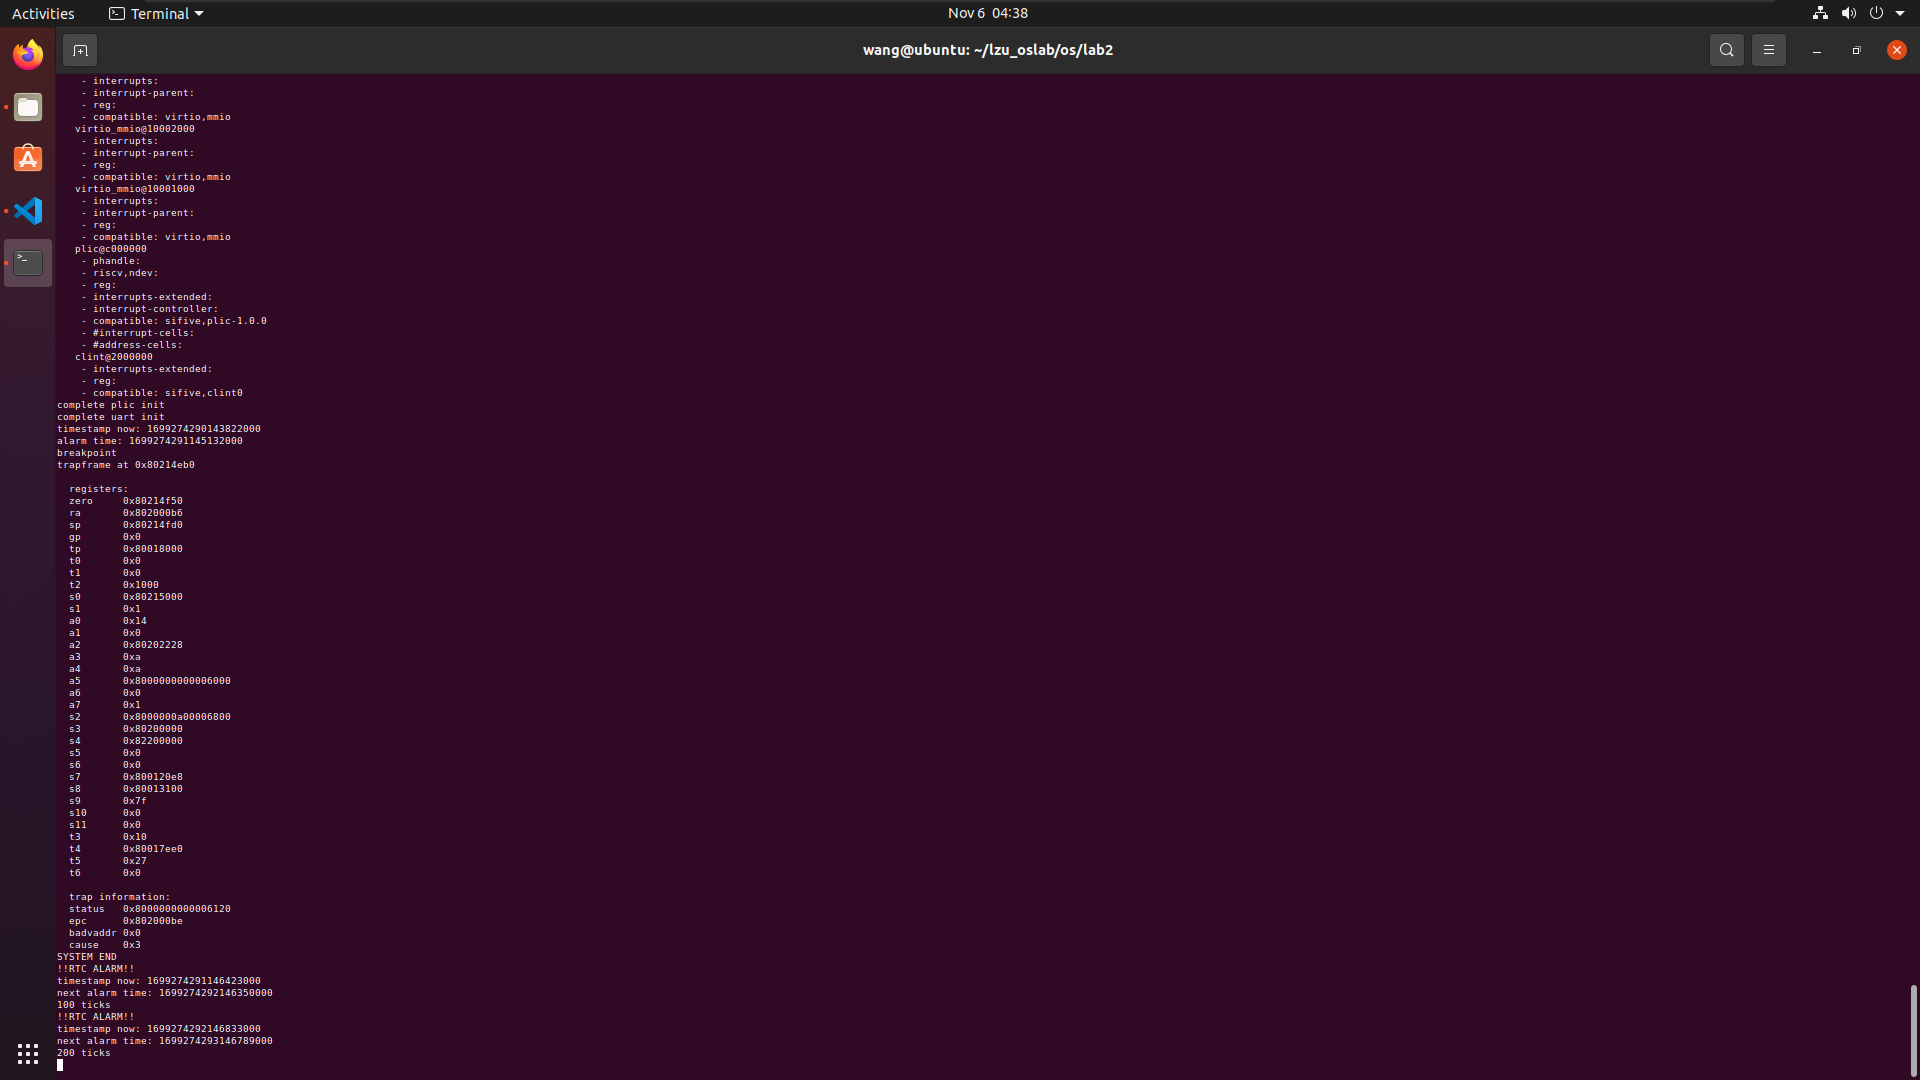 Activities
Terminal
Nov 6 04:38
wang@ubuntu: ~/lzu_oslab/os/lab2
- interrupts:
- interrupt-parent:
- reg:
- compatible: virtio,mmio
virtio_mmio@10002000
- interrupts:
- interrupt-parent:
- reg:
- compatible: virtio,mmio
virtio_mmio@10001000
- interrupts:
- interrupt-parent:
- reg:
- compatible: virtio,mmio
plic@c000000
- phandle:
- riscv,ndev:
- reg:
- interrupts-extended:
- interrupt-controller:
- compatible: sifive,plic-1.0.0
- #interrupt-cells:
- #address-cells:
clint@2000000
- interrupts-extended:
- reg:
- compatible: sifive,clint0
complete plic init
complete uart init
timestamp now: 1699274290143822000
alarm time: 1699274291145132000
breakpoint
trapframe at 0x80214eb0
registers:
zero 0x80214f50
ra 0x802000b6
sp 0x80214fd0
gp 0x0
tp 0x80018000
t0 0x0
t1 0x0
t2 0x1000
s0 0x80215000
s1 0x1
a0 0x14
a1 0x0
a2 0x80202228
a3 0xa
a4 0xa
a5 0x8000000000006000
a6 0x0
a7 0x1
s2 0x8000000a00006800
s3 0x80200000
s4 0x82200000
s5 0x0
s6 0x0
s7 0x800120e8
s8 0x80013100
s9 0x7f
s10 0x0
s11 0x0
t3 0x10
t4 0x80017ee0
t5 0x27
t6 0x0
trap information:
status 0x8000000000006120
epc 0x802000be
badvaddr 0x0
cause 0x3
SYSTEM END
!!RTC ALARM!!
timestamp now: 1699274291146423000
next alarm time: 1699274292146350000
100 ticks
!!RTC ALARM!!
timestamp now: 1699274292146833000
next alarm time: 1699274293146789000
200 ticks